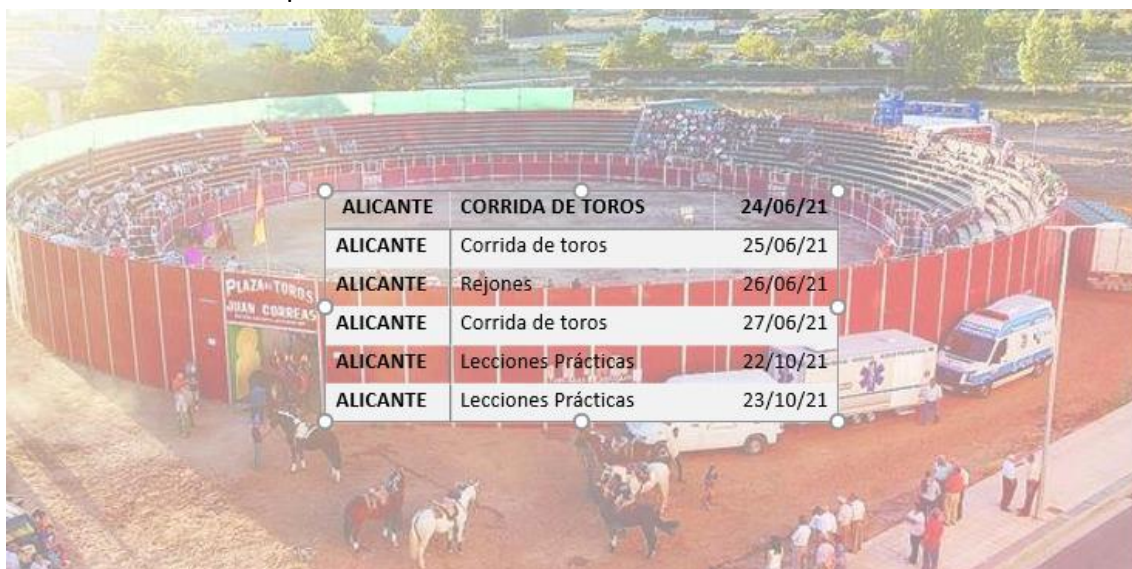 PLAZA DE TOROS
JUAN CORREAS
ALICANTE CORRIDA DE TOROS 24/06/21
ALICANTE Corrida de toros 25/06/21
ALICANTE Rejones 26/06/21
ALICANTE Corrida de toros 27/06/21
ALICANTE Lecciones Prácticas 22/10/21
ALICANTE Lecciones Prácticas 23/10/21